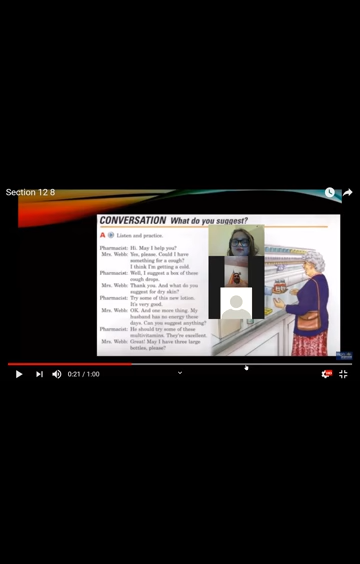 Section 12 8
CONVERSATION What do you suggest?
A Listen and practice.
Pharmacist: Hi. May I help you?
Mrs. Webb: Yes, please. Could I have
something for a cough?
I think I'm getting a cold.
Pharmacist: Well, I suggest a box of these
cough drops.
Mrs. Webb: Thank you. And what do you
suggest for dry skin?
Pharmacist: Try some of this new lotion.
It's very good.
Mrs. Webb: OK. And one more thing. My
husband has no energy these
days. Can you suggest anything?
Pharmacist: He should try some of these
multivitamins. They're excellent.
Mrs. Webb: Great! May I have three large
bottles, please?
0:21 / 1:00